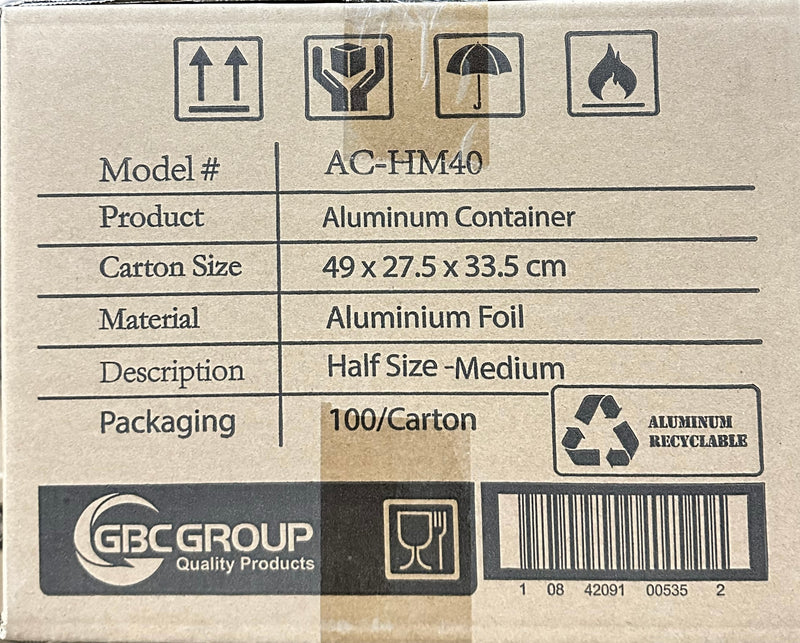 Model # AC-HM40
Product Aluminum Container
Carton Size 49 x 27.5 x 33.5 cm
Material Aluminium Foil
Description Half Size -Medium
Packaging 100/Carton
ALUMINUM
RECYCLABLE
GBC GROUP
Quality Products
1 08 42091 00535 2